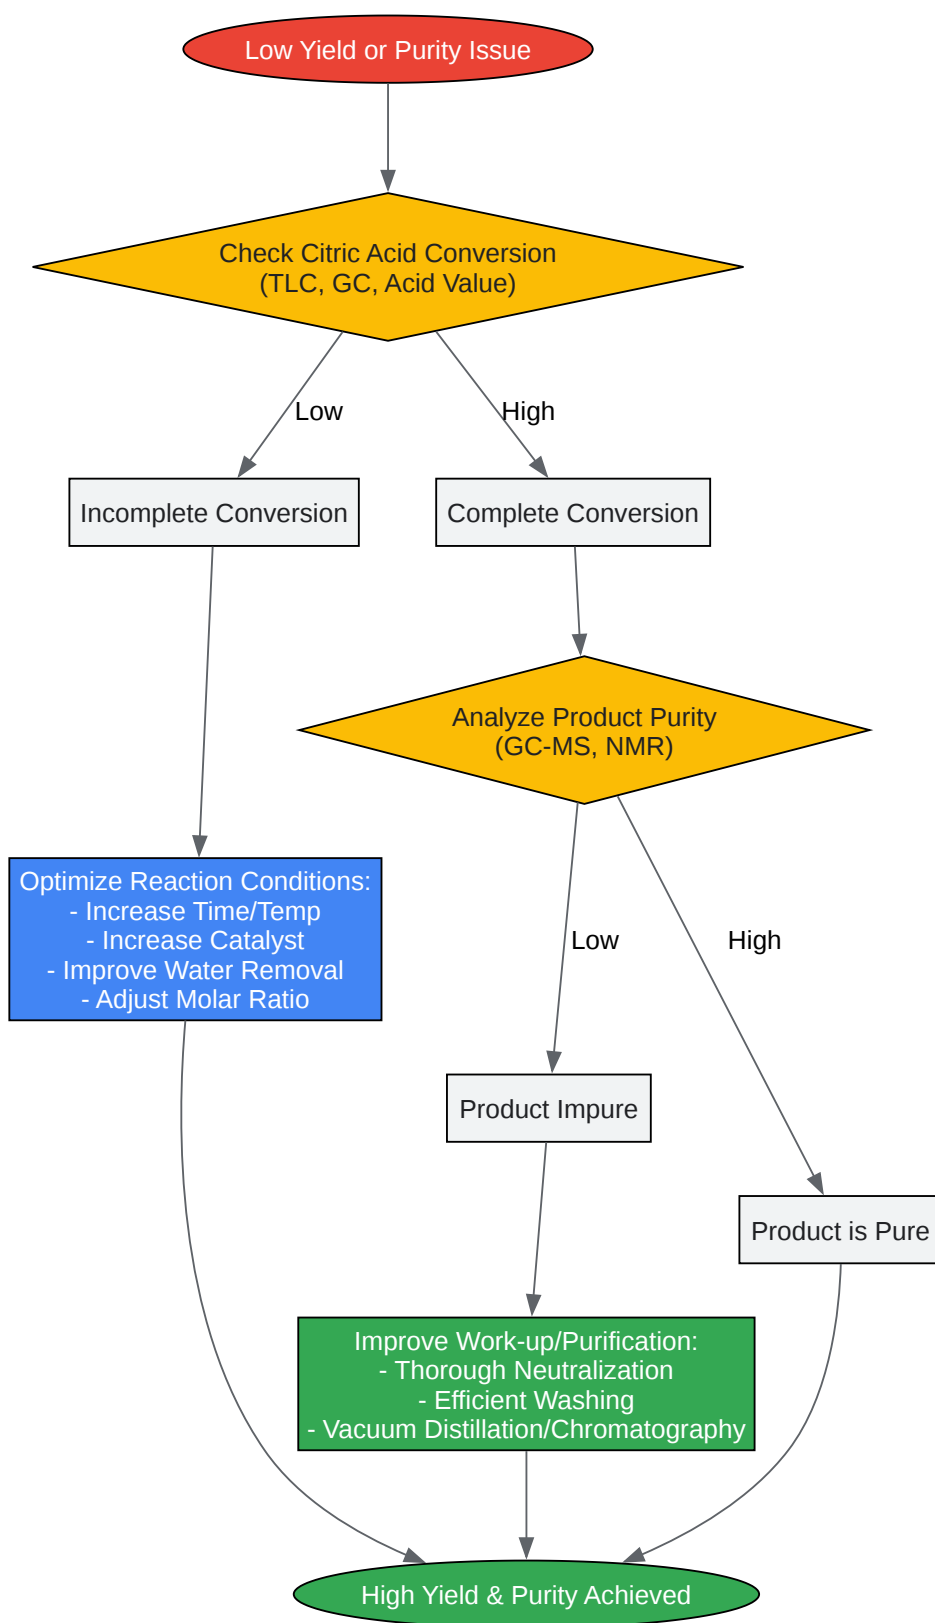 Low Yield or Purity Issue
Check Citric Acid Conversion
(TLC, GC, Acid Value)
Low
High
Incomplete Conversion
Complete Conversion
Analyze Product Purity
(GC-MS, NMR)
Optimize Reaction Conditions:
- Increase Time/Temp
- Increase Catalyst
- Improve Water Removal
- Adjust Molar Ratio
Low
High
Product Impure
Product is Pure
Improve Work-up/Purification:
- Thorough Neutralization
- Efficient Washing
- Vacuum Distillation/Chromatography
High Yield & Purity Achieved